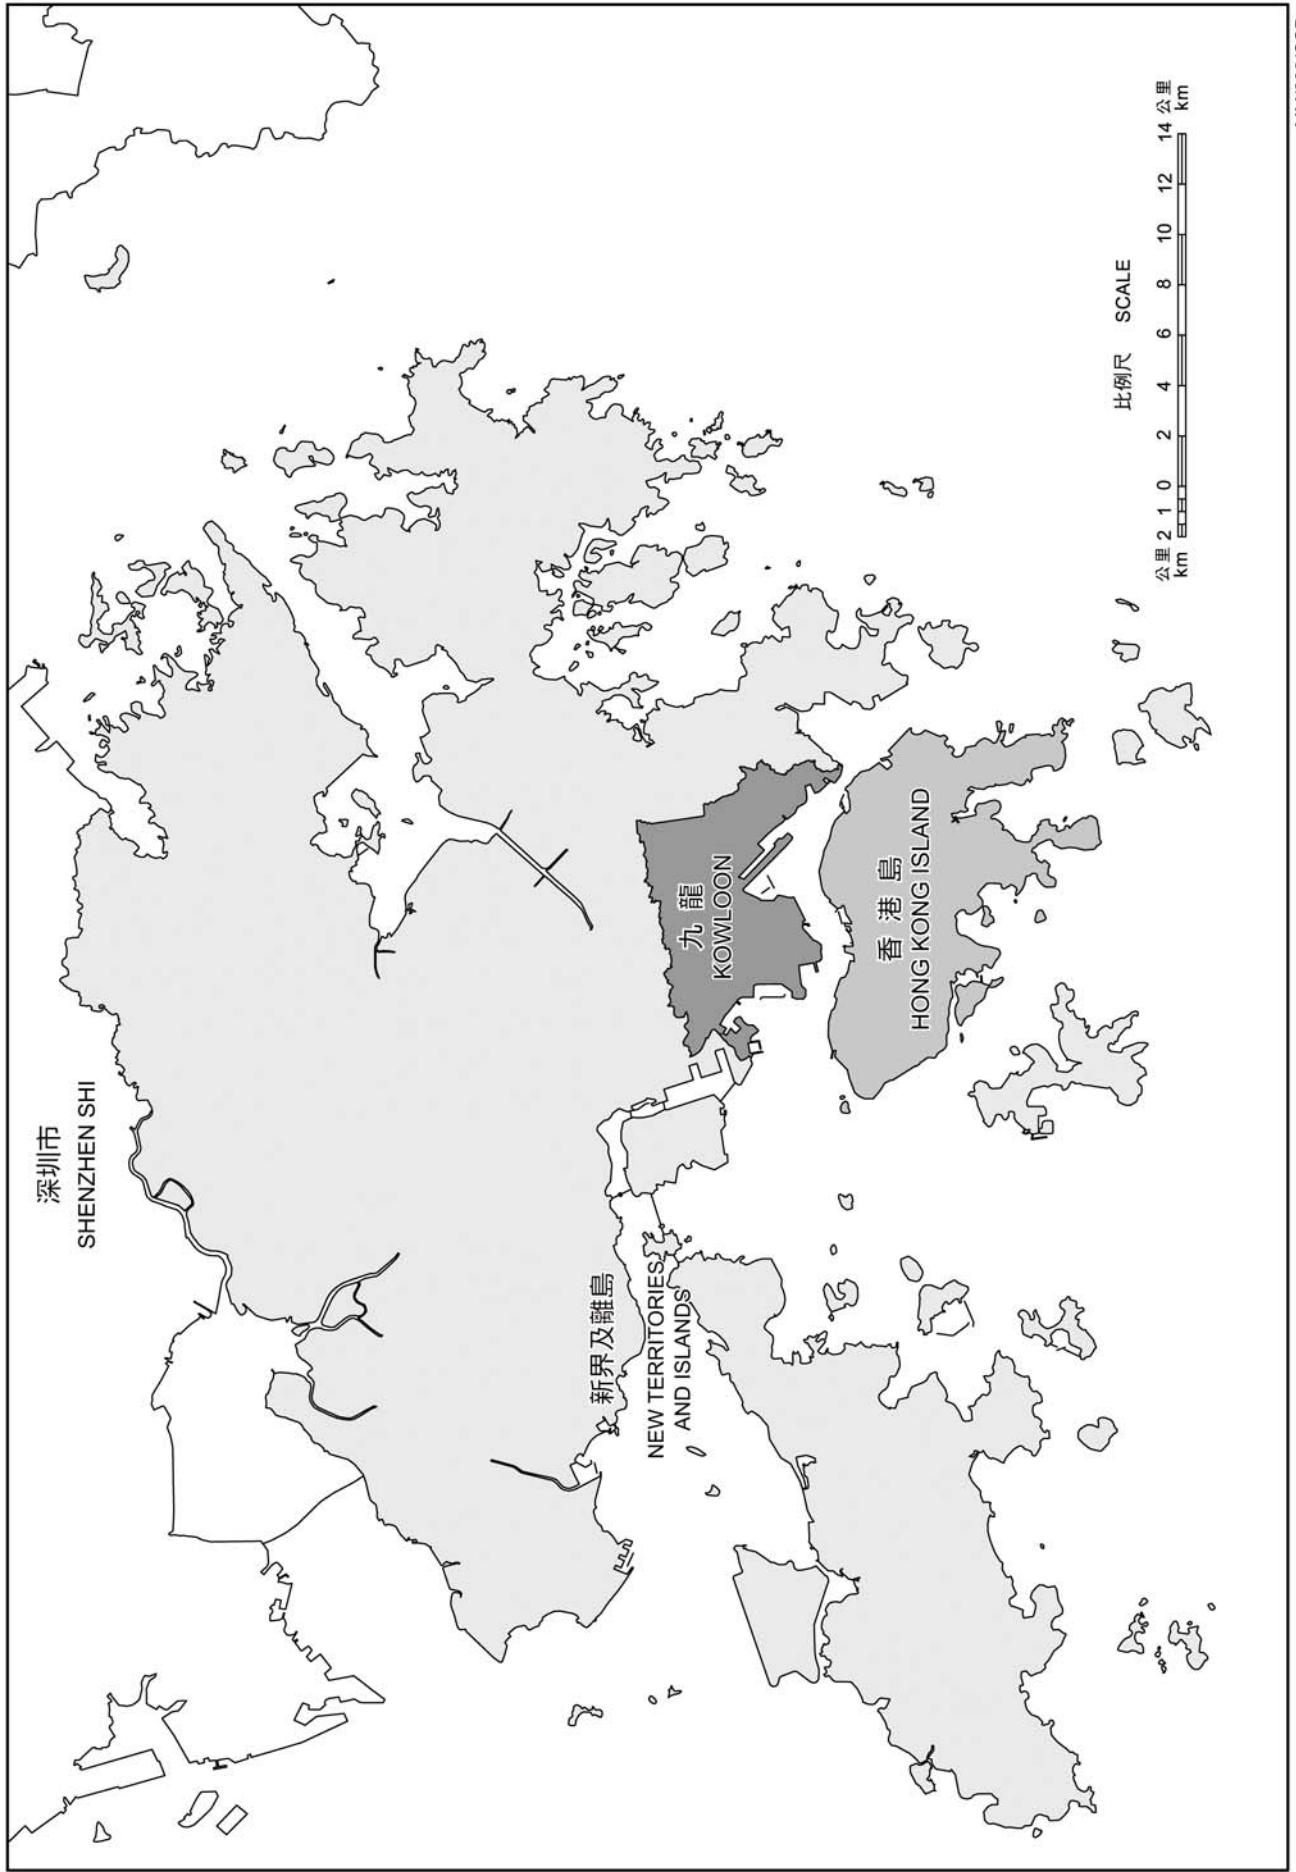 深圳市
SHENZHEN SHI
新界及離島
NEW TERRITORIES
AND ISLANDS
九龍
KOWLOON
香港島
HONG KONG ISLAND
比例尺 SCALE
公里 2 1 0 2 4 6 8 10 12 14 公里
km km